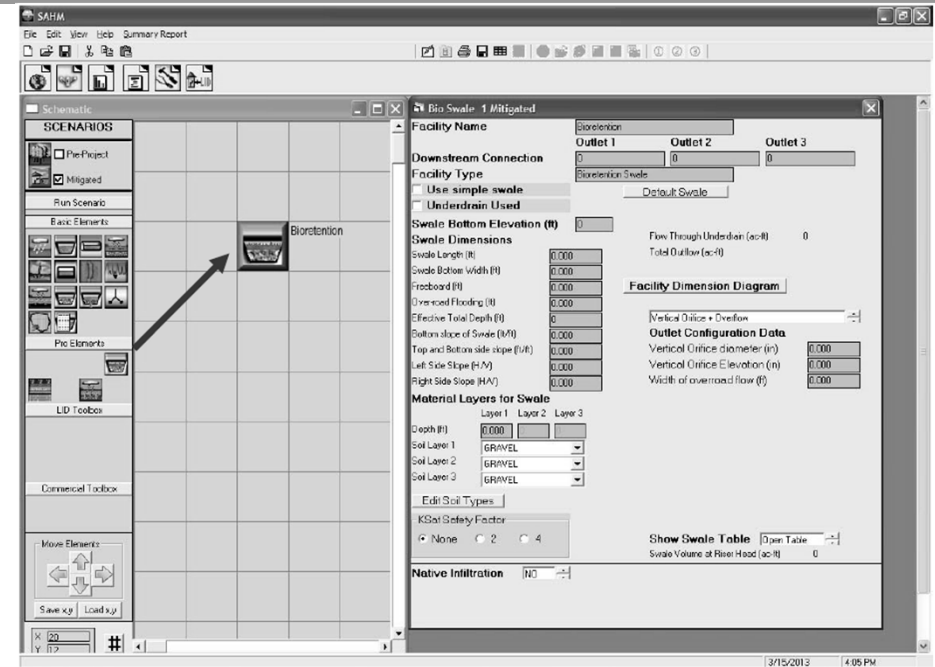 SAHM
File Edit View Help Summary Report
Schematic
SCENARIOS
Pre-Project
Mitigated
Run Scenario
Basic Elements
Pro Elements
LID Toolbox
Commercial Toolbox
Move Elements
Save x,y Load x,y
X 20
Y 12
#
Bioretention
Bio Swale 1 Mitigated
Facility Name Bioretention
Outlet 1 Outlet 2 Outlet 3
Downstream Connection 0 0 0
Facility Type Bioretention Swale
Use simple swale Default Swale
Underdrain Used
Swale Bottom Elevation (ft) 0
Flow Through Underdrain (ac-ft) 0
Swale Dimensions
Total Outflow (ac-ft)
Swale Length (ft) 0.000
Swale Bottom Width (ft) 0.000
Freeboard (ft) 0.000
Facility Dimension Diagram
Over-road Flooding (ft) 0.000
Effective Total Depth (ft) 0
Vertical Orifice + Overflow
Bottom slope of Swale (ft/ft) 0.000
Outlet Configuration Data
Top and Bottom side slope (ft/ft) 0.000
Vertical Orifice diameter (in) 0.000
Left Side Slope (H/V) 0.000
Vertical Orifice Elevation (in) 0.000
Right Side Slope (H/V) 0.000
Width of overroad flow (ft) 0.000
Material Layers for Swale
Layer 1 Layer 2 Layer 3
Depth (ft) 0.000
Soil Layer 1 GRAVEL
Soil Layer 2 GRAVEL
Soil Layer 3 GRAVEL
Edit Soil Types
KSat Safety Factor
None 2 4
Show Swale Table Open Table
Swale Volume at Riser Head (ac-ft) 0
Native Infiltration NO
3/15/2013 4:05 PM